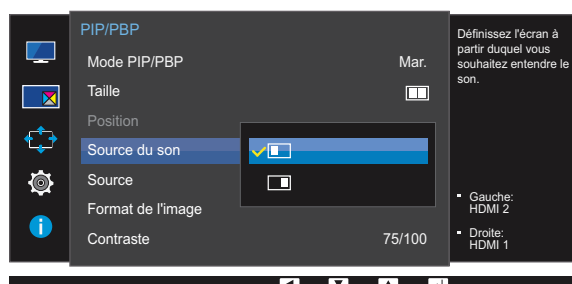 PIP/PBP
Mode PIP/PBP Mar.
Taille
Position
Source du son
Source
Format de l'image
Contraste 75/100
Définissez l'écran à
partir duquel vous
souhaitez entendre le
son.
Gauche:
HDMI 2
Droite:
HDMI 1